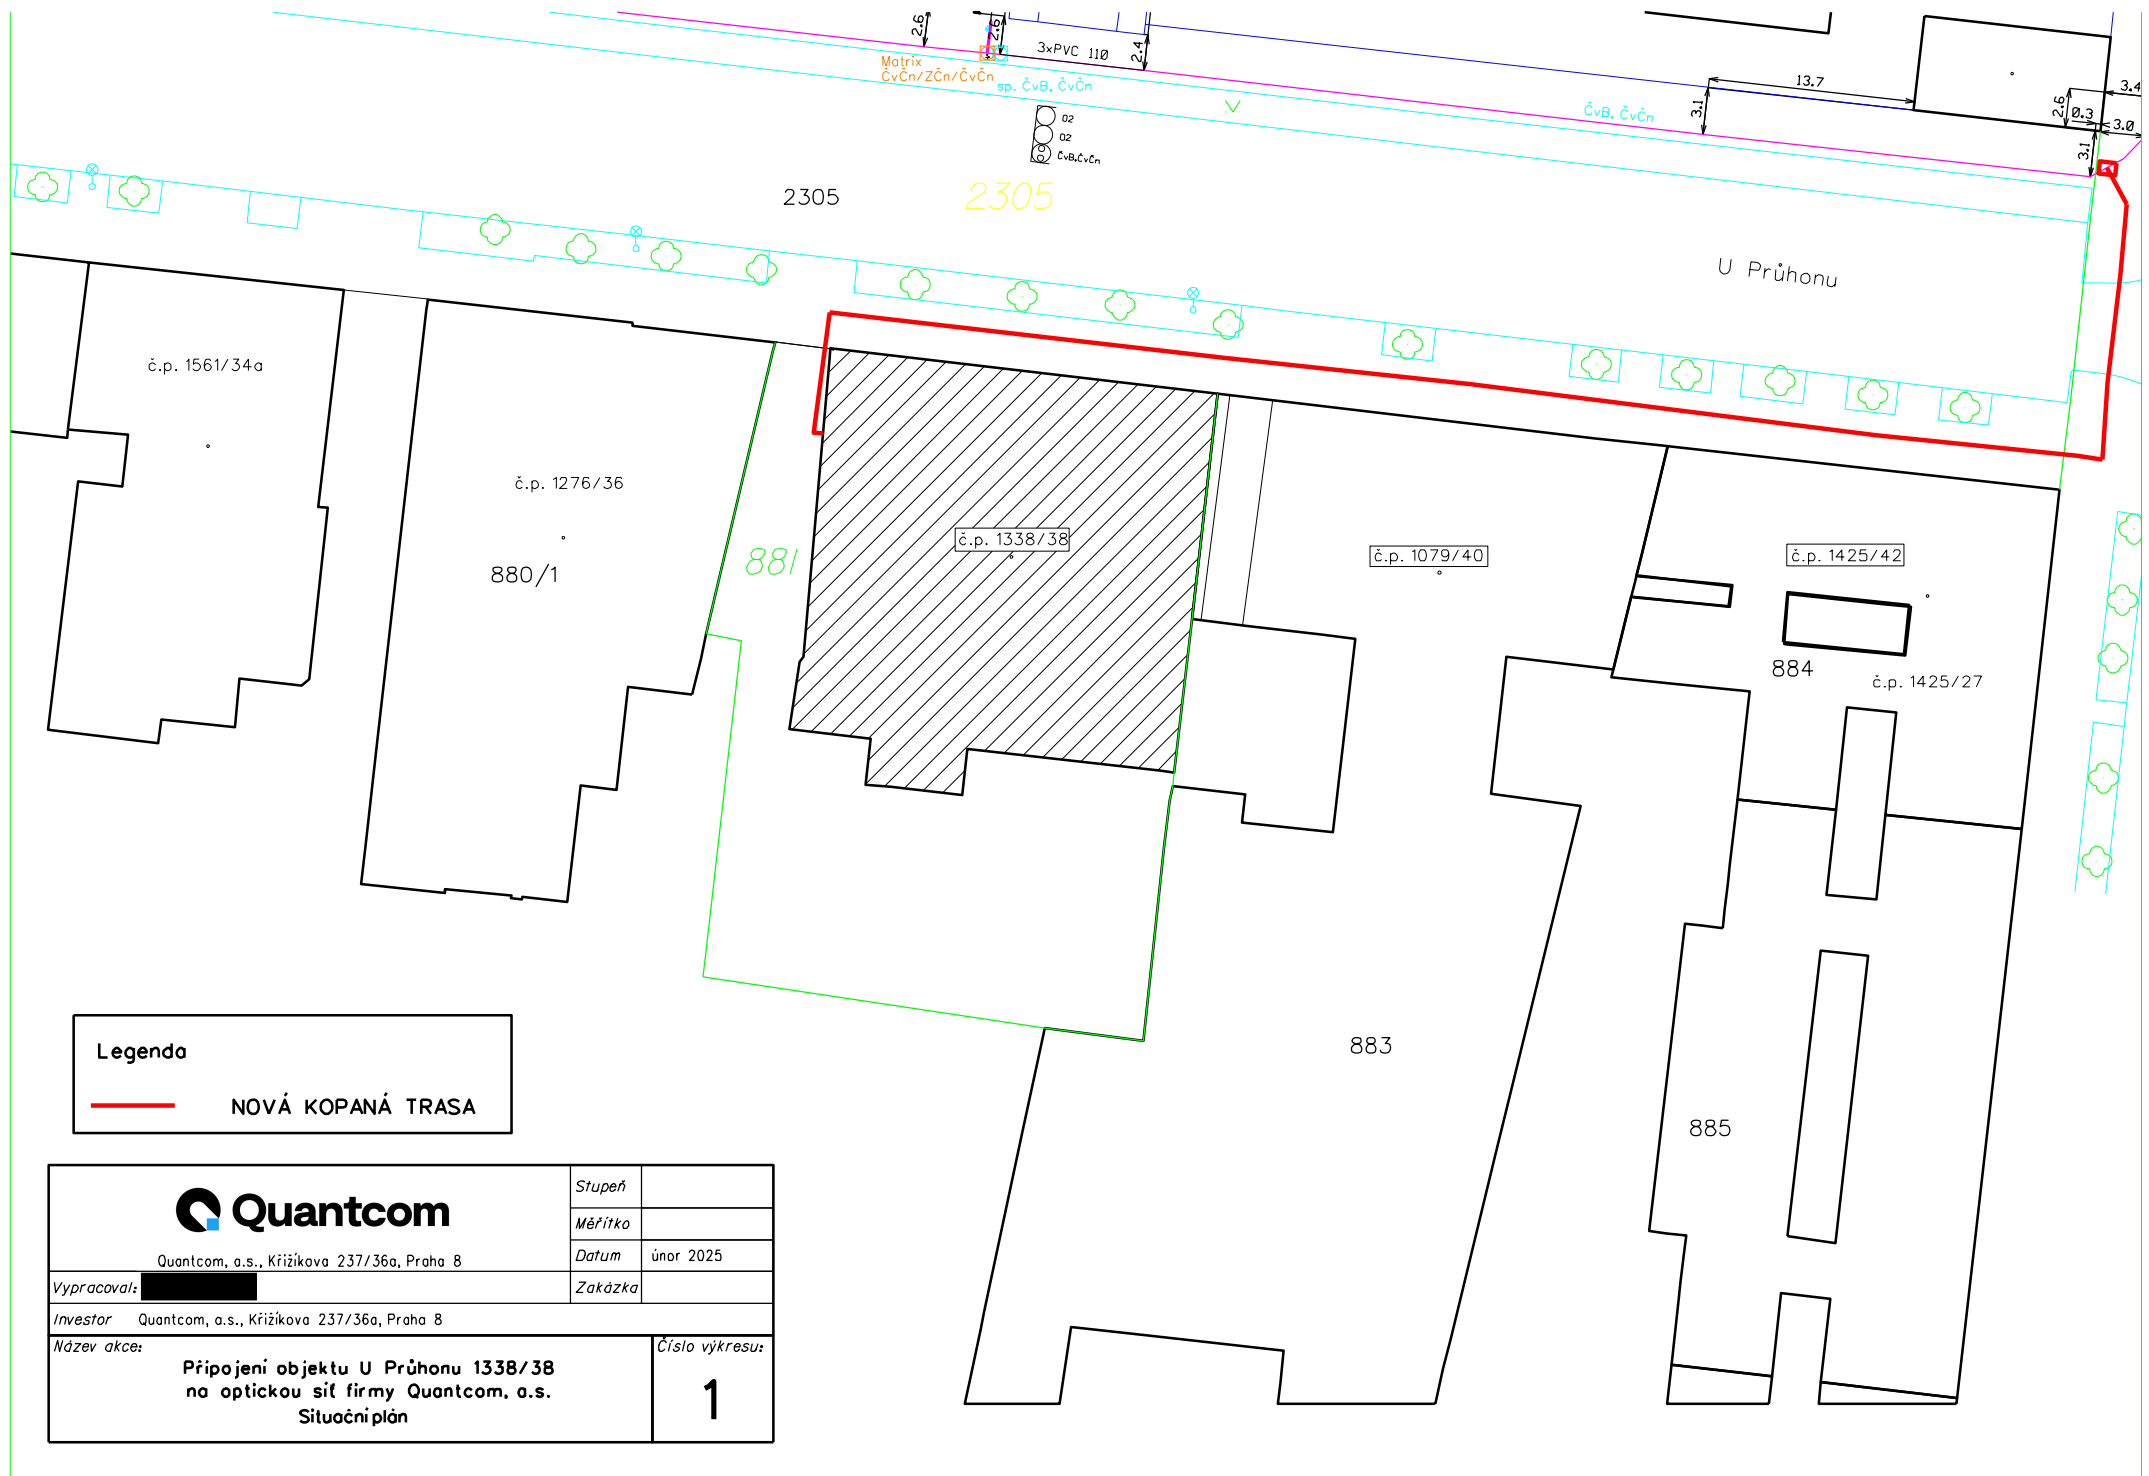 2.6
2.6
3×PVC 110
2.4
Matrix
ČvČn/ZČn/ČvČn
sp. ČvB, ČvČn
O2
O2
ČvB,ČvČn
ČvB, ČvČn
13.7
3.1
2.6
3.4
0.3
3.0
3.1
2305
2305
U Průhonu
č.p. 1561/34a
č.p. 1276/36
880/1
881
č.p. 1338/38
č.p. 1079/40
č.p. 1425/42
884
č.p. 1425/27
883
885
Legenda
NOVÁ KOPANÁ TRASA
Quantcom
Quantcom, a.s., Křižíkova 237/36a, Praha 8
Stupeň
Měřítko
Datum únor 2025
Vypracoval:
Zakázka
Investor Quantcom, a.s., Křižíkova 237/36a, Praha 8
Název akce:
Připojení objektu U Průhonu 1338/38
na optickou síť firmy Quantcom, a.s.
Situační plán
Číslo výkresu:
1